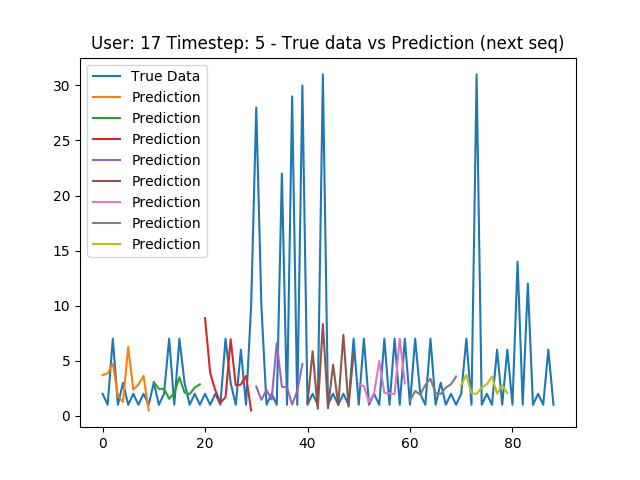 User: 17 Timestep: 5 - True data vs Prediction (next seq)
True Data
Prediction
Prediction
Prediction
Prediction
Prediction
Prediction
Prediction
Prediction
30
25
20
15
10
5
0
0 20 40 60 80